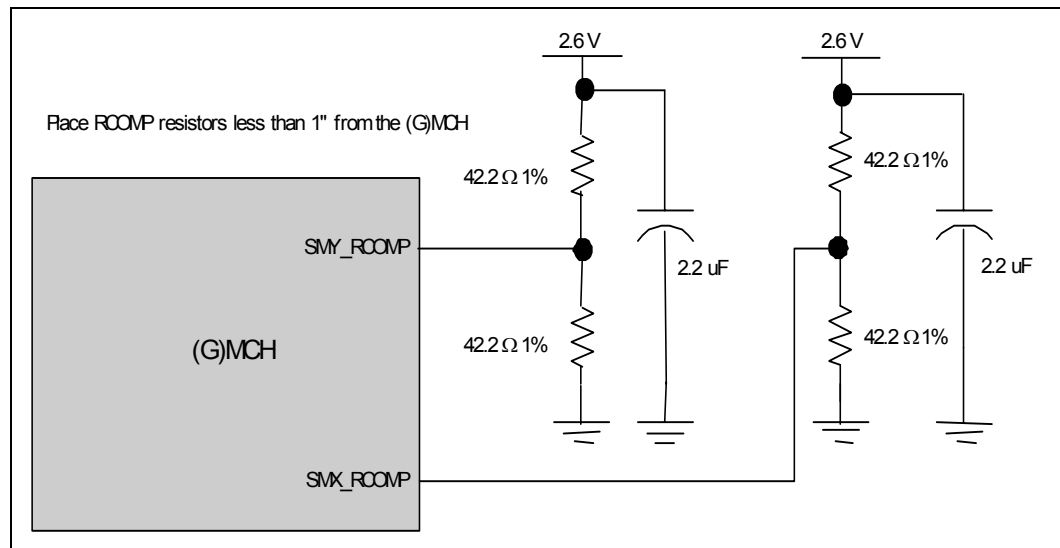 2.6 V
2.6 V
Place RCOMP resistors less than 1" from the (G)MCH
42.2 Ω 1%
42.2 Ω 1%
SMY_RCOMP
2.2 uF
2.2 uF
42.2 Ω 1%
42.2 Ω 1%
(G)MCH
SMX_RCOMP